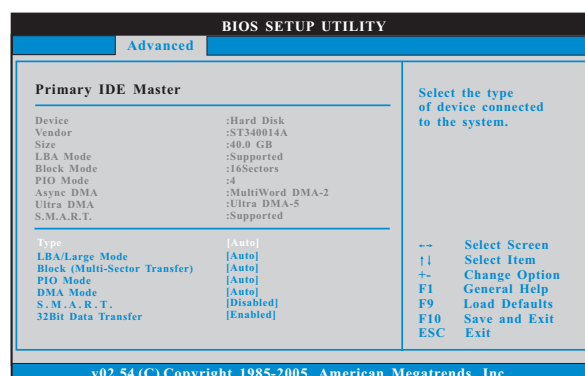 BIOS SETUP UTILITY
Advanced
Primary IDE Master
Device :Hard Disk
Vendor :ST340014A
Size :40.0 GB
LBA Mode :Supported
Block Mode :16Sectors
PIO Mode :4
Async DMA :MultiWord DMA-2
Ultra DMA :Ultra DMA-5
S.M.A.R.T. :Supported
Type [Auto]
LBA/Large Mode [Auto]
Block (Multi-Sector Transfer) [Auto]
PIO Mode [Auto]
DMA Mode [Auto]
S.M.A.R.T. [Disabled]
32Bit Data Transfer [Enabled]
Select the type
of device connected
to the system.
←→ Select Screen
↑↓ Select Item
+- Change Option
F1 General Help
F9 Load Defaults
F10 Save and Exit
ESC Exit
v02.54 (C) Copyright 1985-2005, American Megatrends, Inc.